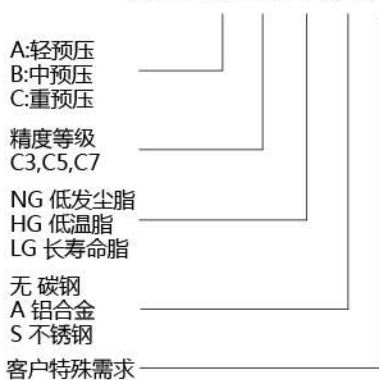 A:轻预压
B:中预压
C:重预压
精度等级
C3,C5,C7
NG 低发尘脂
HG 低温脂
LG 长寿命脂
无 碳钢
A 铝合金
S 不锈钢
客户特殊需求